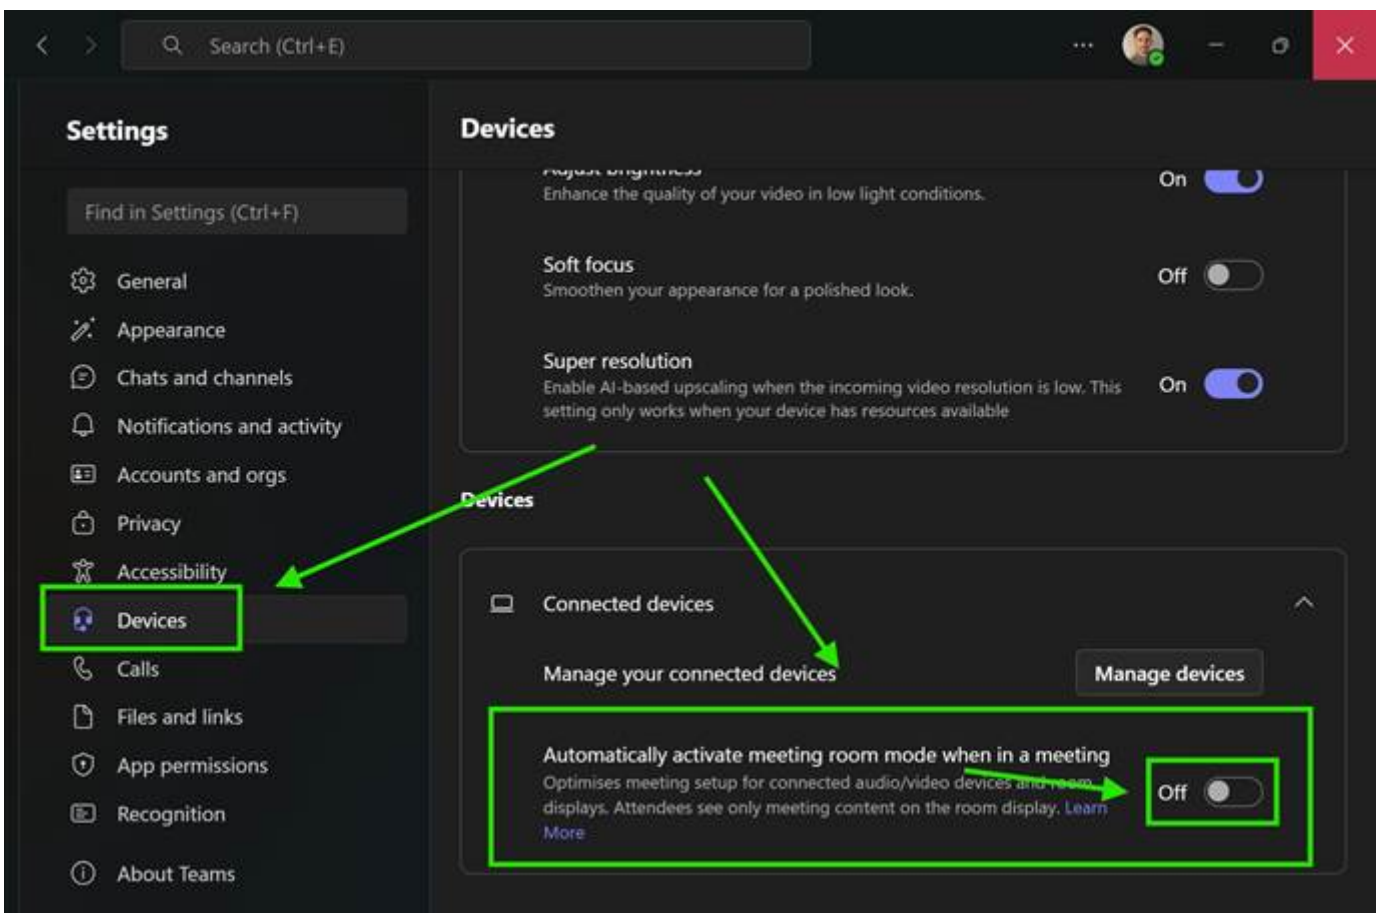 Search (Ctrl+E)
Settings
Find in Settings (Ctrl+F)
General
Appearance
Chats and channels
Notifications and activity
Accounts and orgs
Privacy
Accessibility
Devices
Calls
Files and links
App permissions
Recognition
About Teams
Devices
Adjust brightness
Enhance the quality of your video in low light conditions.
On
Soft focus
Smoothen your appearance for a polished look.
Off
Super resolution
Enable AI-based upscaling when the incoming video resolution is low. This
setting only works when your device has resources available
On
Devices
Connected devices
Manage your connected devices
Manage devices
Automatically activate meeting room mode when in a meeting
Optimises meeting setup for connected audio/video devices and room
displays. Attendees see only meeting content on the room display. Learn
More
Off